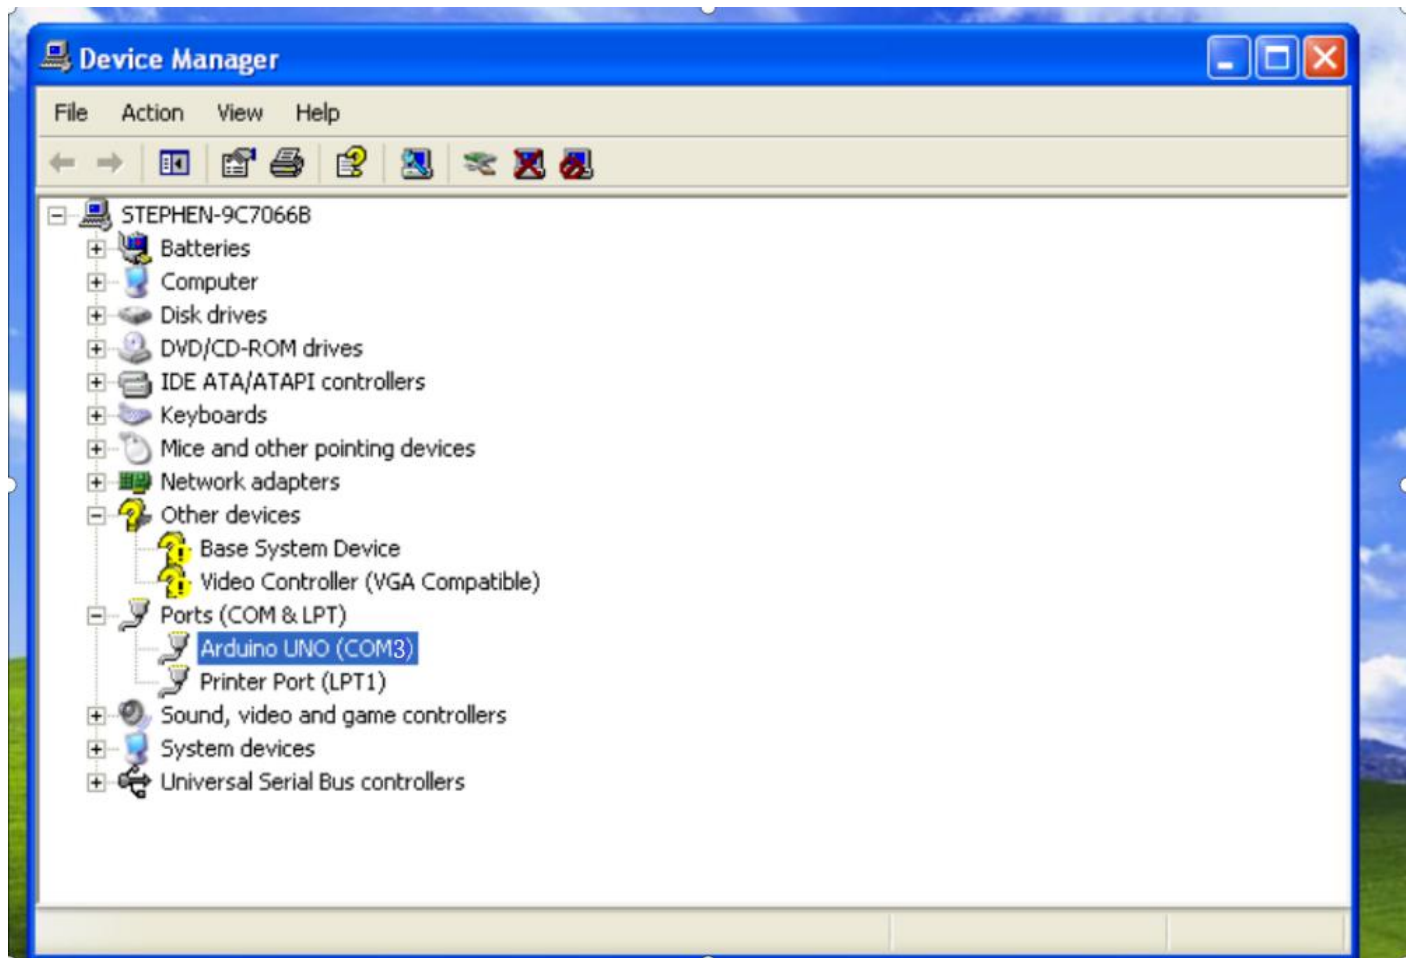 Device Manager
File Action View Help
STEPHEN-9C7066B
Batteries
Computer
Disk drives
DVD/CD-ROM drives
IDE ATA/ATAPI controllers
Keyboards
Mice and other pointing devices
Network adapters
Other devices
Base System Device
Video Controller (VGA Compatible)
Ports (COM & LPT)
Arduino UNO (COM3)
Printer Port (LPT1)
Sound, video and game controllers
System devices
Universal Serial Bus controllers